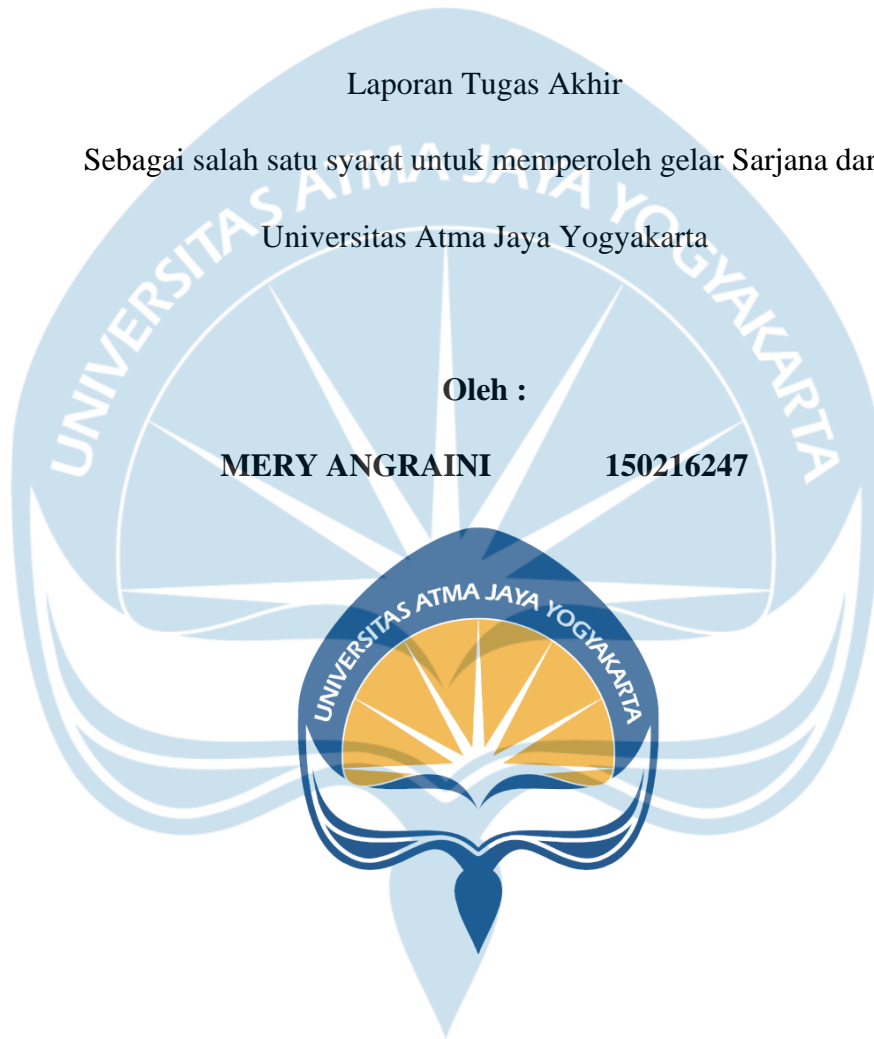 Laporan Tugas Akhir
Sebagai salah satu syarat untuk memperoleh gelar Sarjana dar
Universitas Atma Jaya Yogyakarta
UNIVERSITAS ATMA JAYA YOGYAKARTA
Oleh :
MERY ANGRAINI 150216247
UNIVERSITAS ATMA JAYA YOGYAKARTA